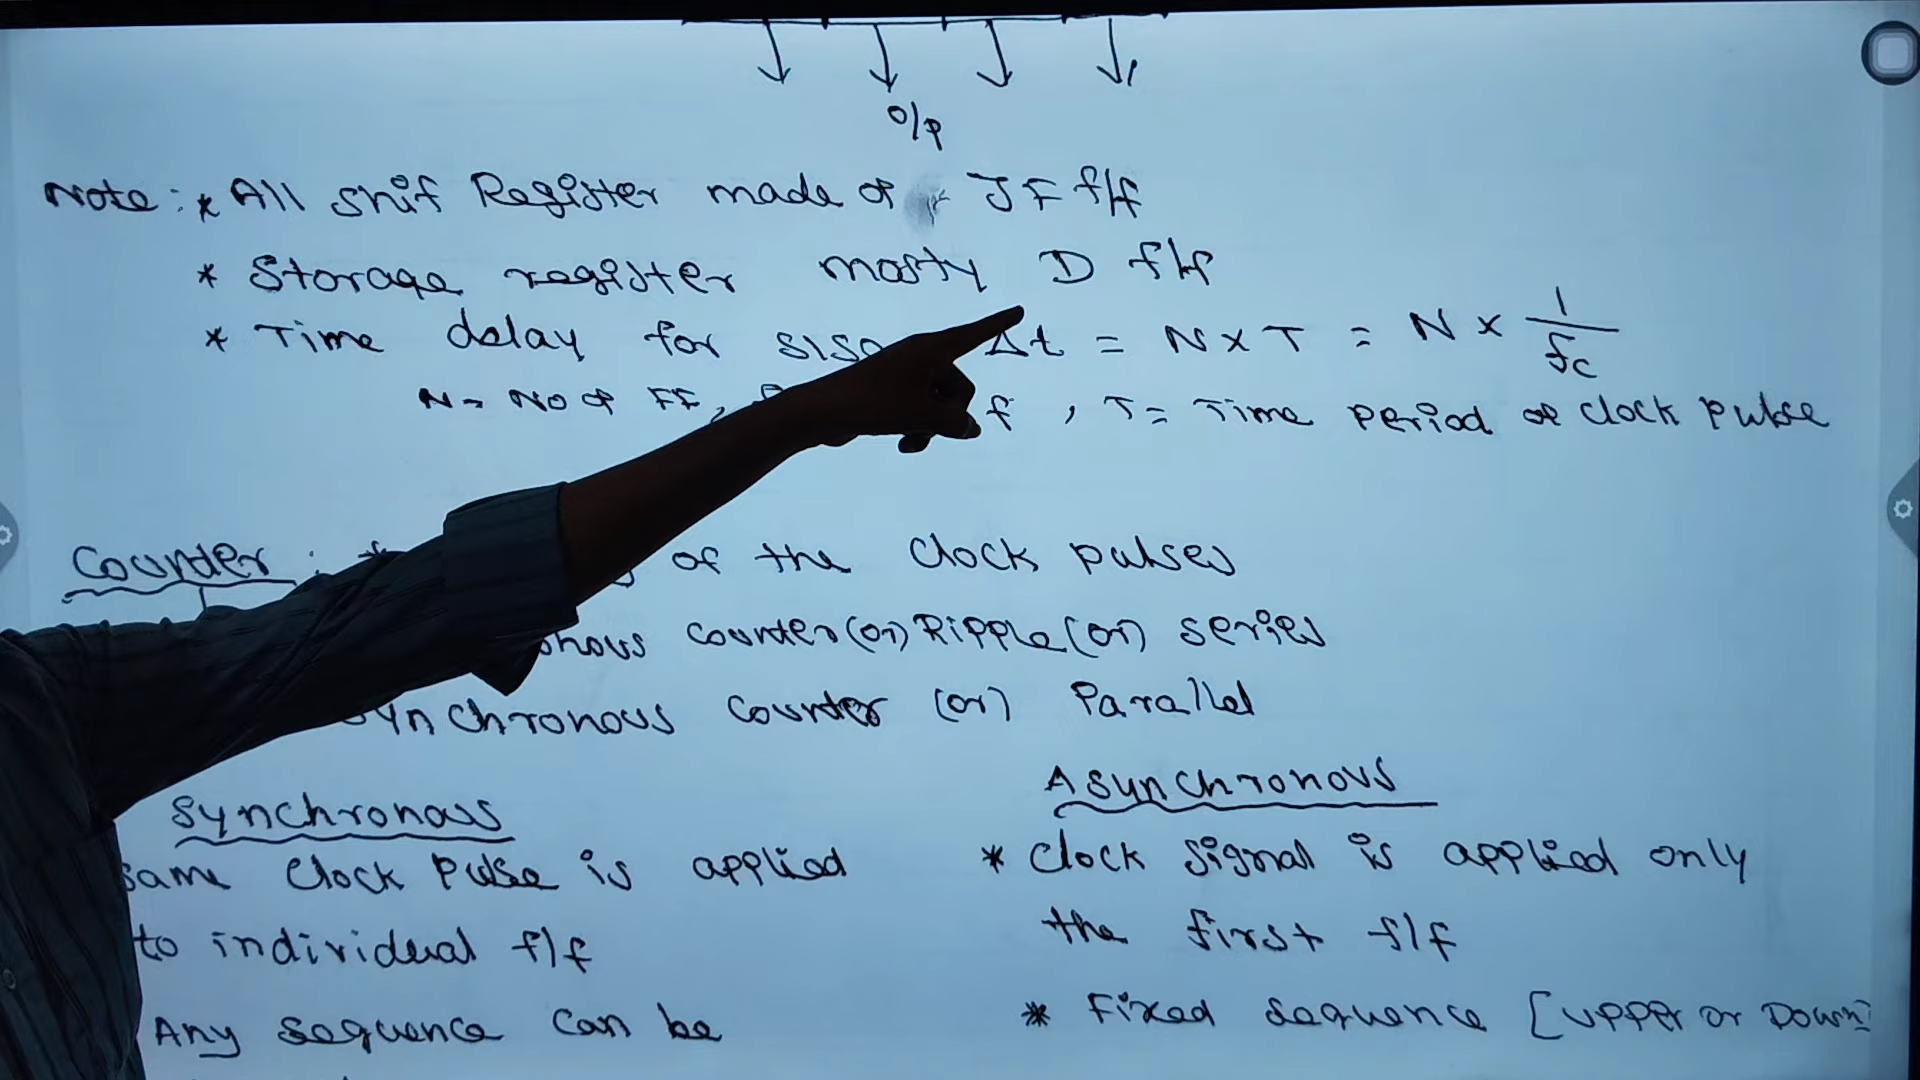 O/P
Note : * All Shif Register made of JF f/f
* Storage register mosty D f/f
* Time delay for SISO Δt = N x T = N x 1/fc
N = No of FF, f , T = Time period of clock pulse
Counter : * of the Clock pulses
onous counter (or) Ripple (or) series
Synchronous Counter (or) Parallel
Synchronous
same Clock Pulse is applied
to individual f/f
Any sequence can be
Asynchronous
* Clock Signal is applied only
the first f/f
* Fixed sequence [upper or Down]